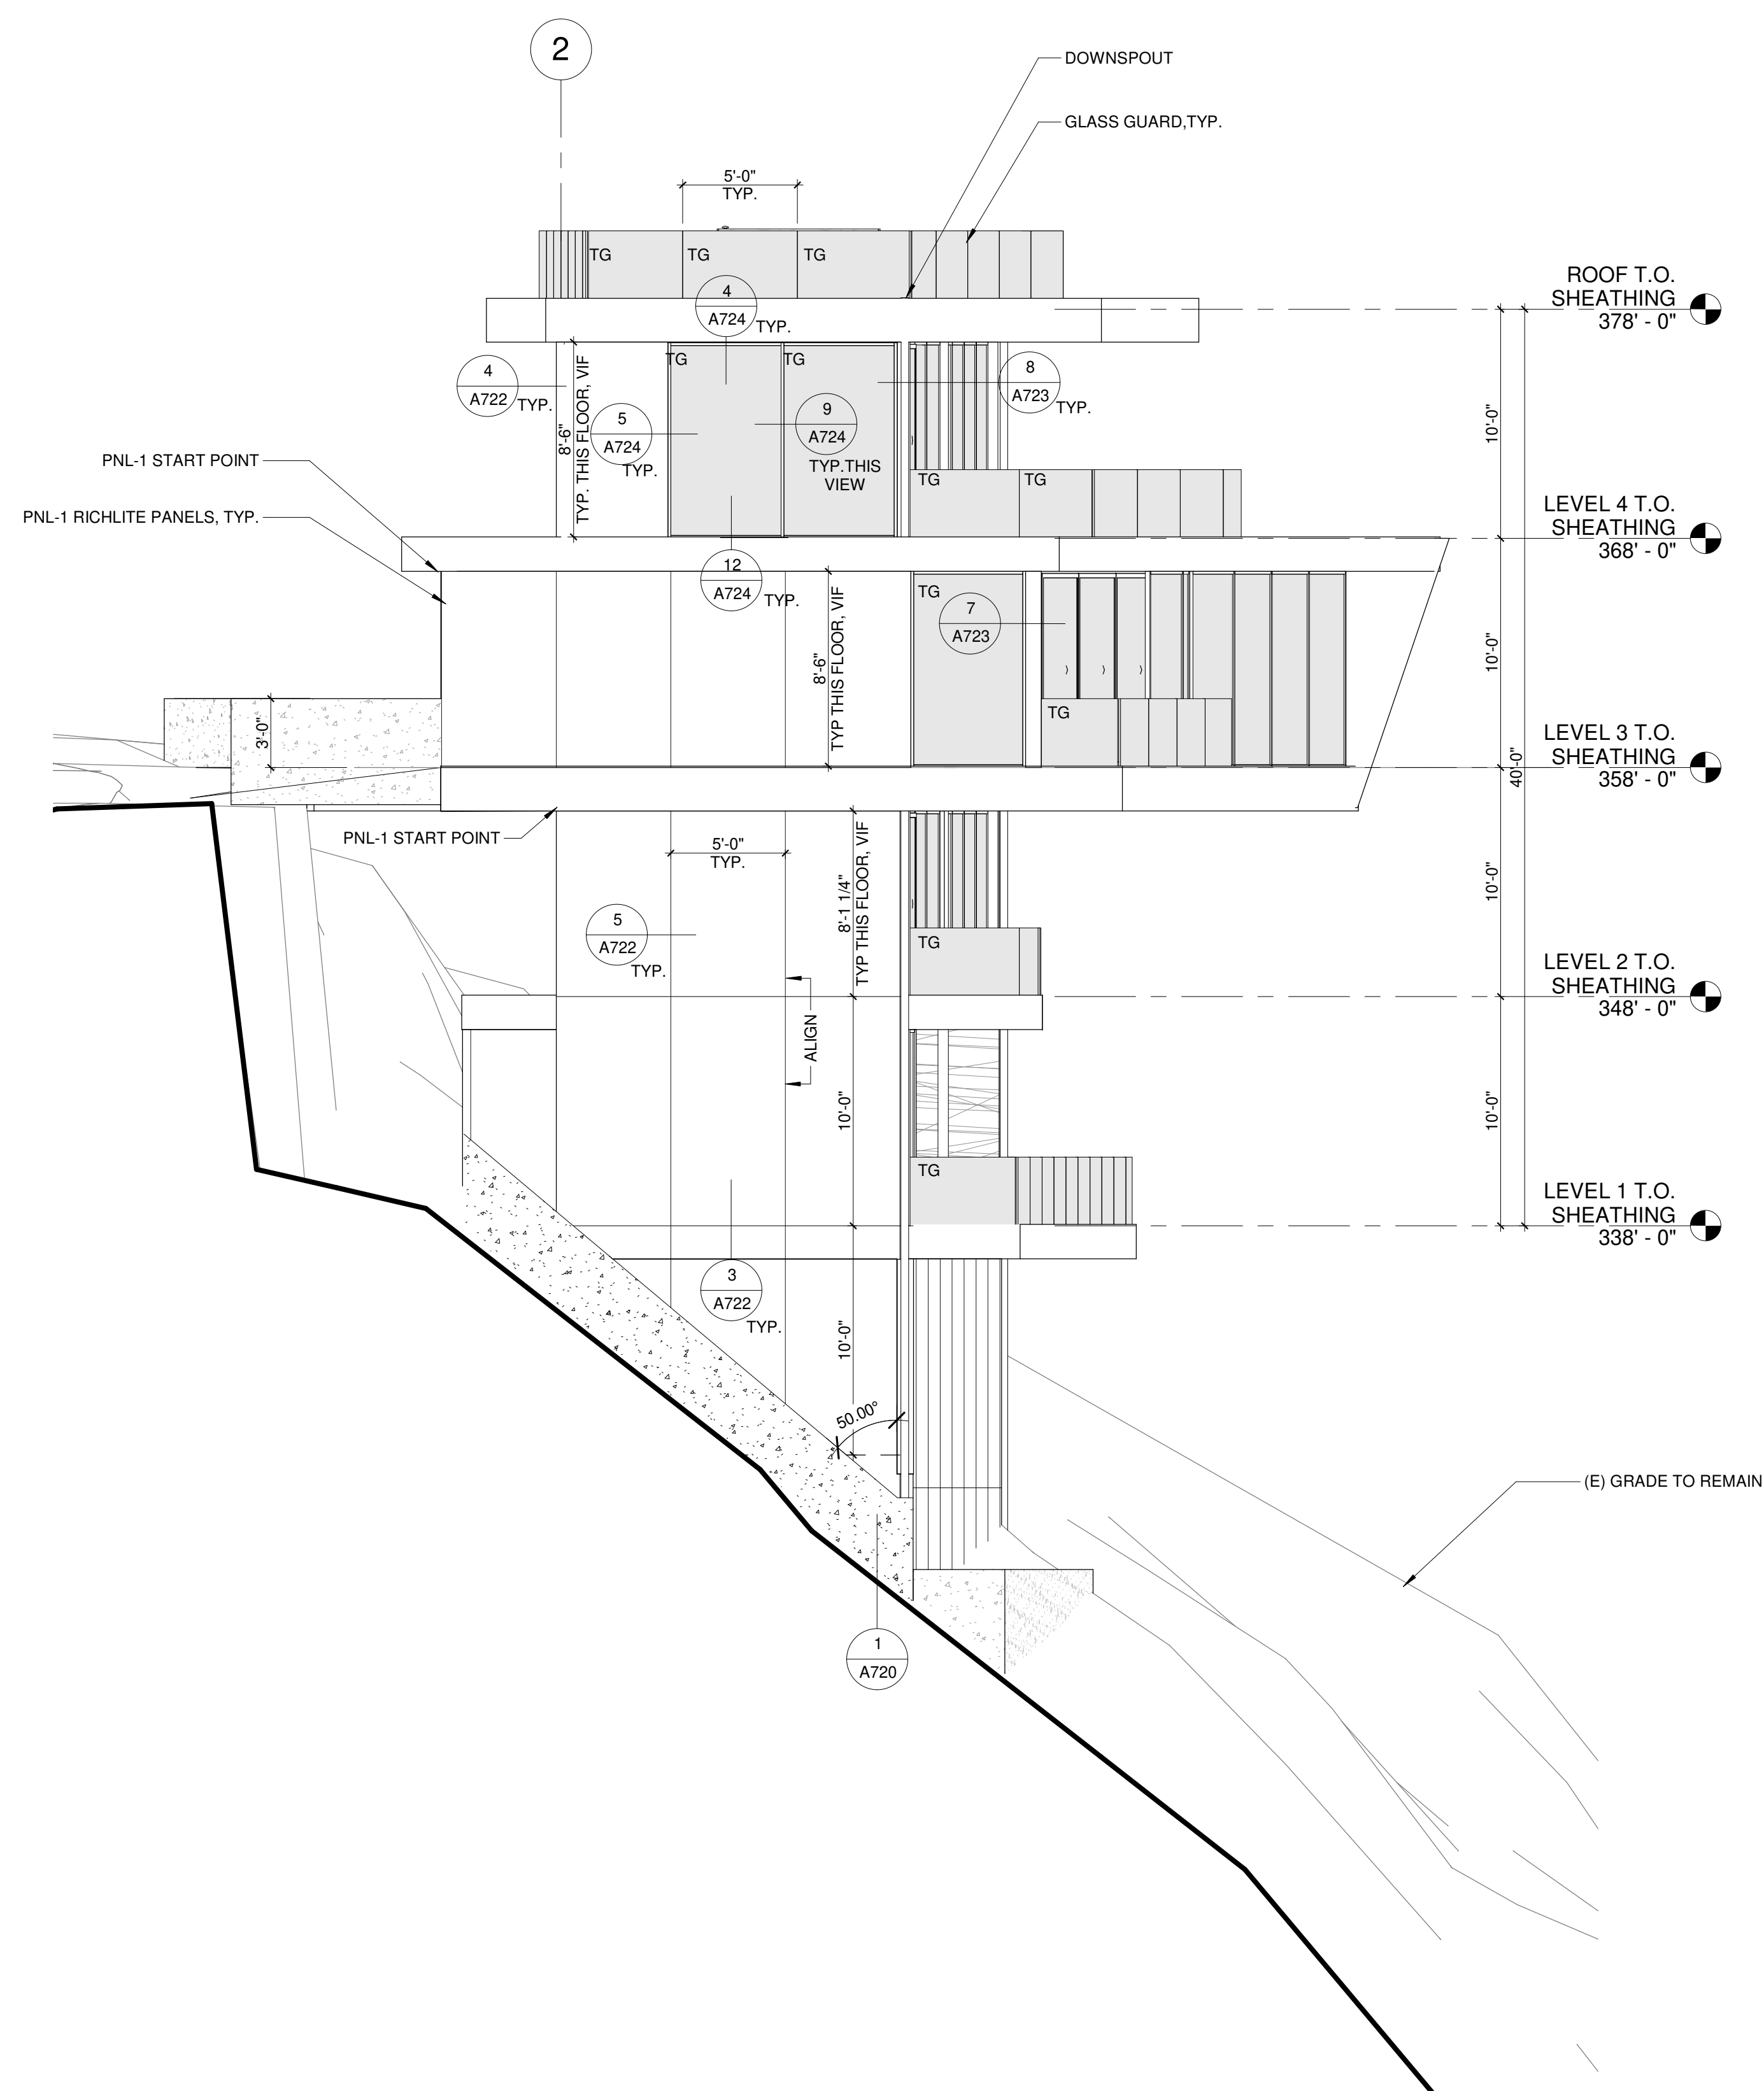 2
DOWNSPOUT
GLASS GUARD,TYP.
5'-0"
TYP.
TG
TG
TG
ROOF T.O.
SHEATHING
378' - 0"
4
A724
TYP.
TG
TG
4
A722
TYP.
8'-6"
TYP. THIS FLOOR, VIF
5
A724
TYP.
9
A724
TYP.THIS
VIEW
8
A723
TYP.
10'-0"
PNL-1 START POINT
PNL-1 RICHLITE PANELS, TYP.
TG
TG
LEVEL 4 T.O.
SHEATHING
368' - 0"
12
A724
TYP.
8'-6"
TYP THIS FLOOR, VIF
TG
7
A723
10'-0"
3'-0"
TG
LEVEL 3 T.O.
SHEATHING
358' - 0"
40'-0"
PNL-1 START POINT
5'-0"
TYP.
8'-1 1/4"
TYP THIS FLOOR, VIF
10'-0"
5
A722
TYP.
TG
LEVEL 2 T.O.
SHEATHING
348' - 0"
ALIGN
10'-0"
10'-0"
TG
LEVEL 1 T.O.
SHEATHING
338' - 0"
3
A722
TYP.
10'-0"
50.00°
(E) GRADE TO REMAIN
1
A720